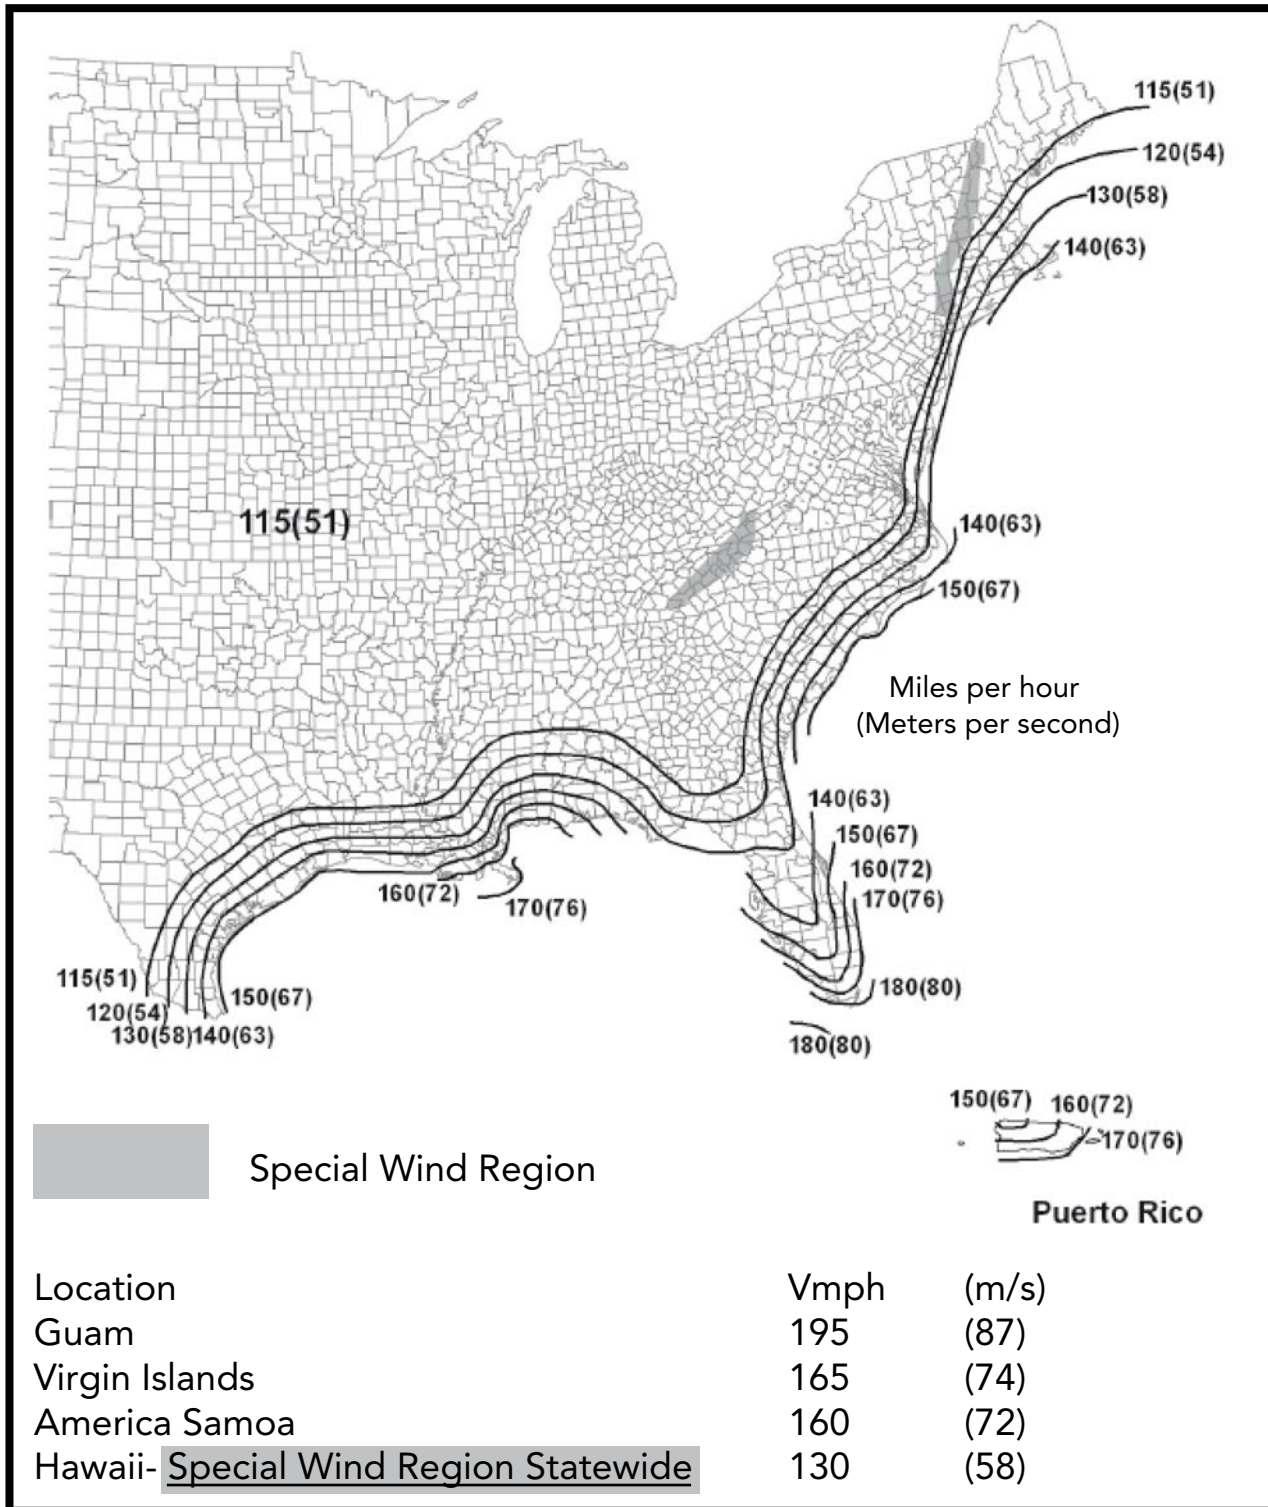 115(51)
120(54)
130(58)
140(63)
115(51)
140(63)
150(67)
Miles per hour
(Meters per second)
140(63)
150(67)
160(72)
170(76)
160(72)
170(76)
115(51)
120(54)
130(58)
140(63)
150(67)
180(80)
180(80)
150(67)
160(72)
170(76)
Puerto Rico
Special Wind Region
Location Vmph (m/s)
Guam 195 (87)
Virgin Islands 165 (74)
America Samoa 160 (72)
Hawaii- Special Wind Region Statewide 130 (58)